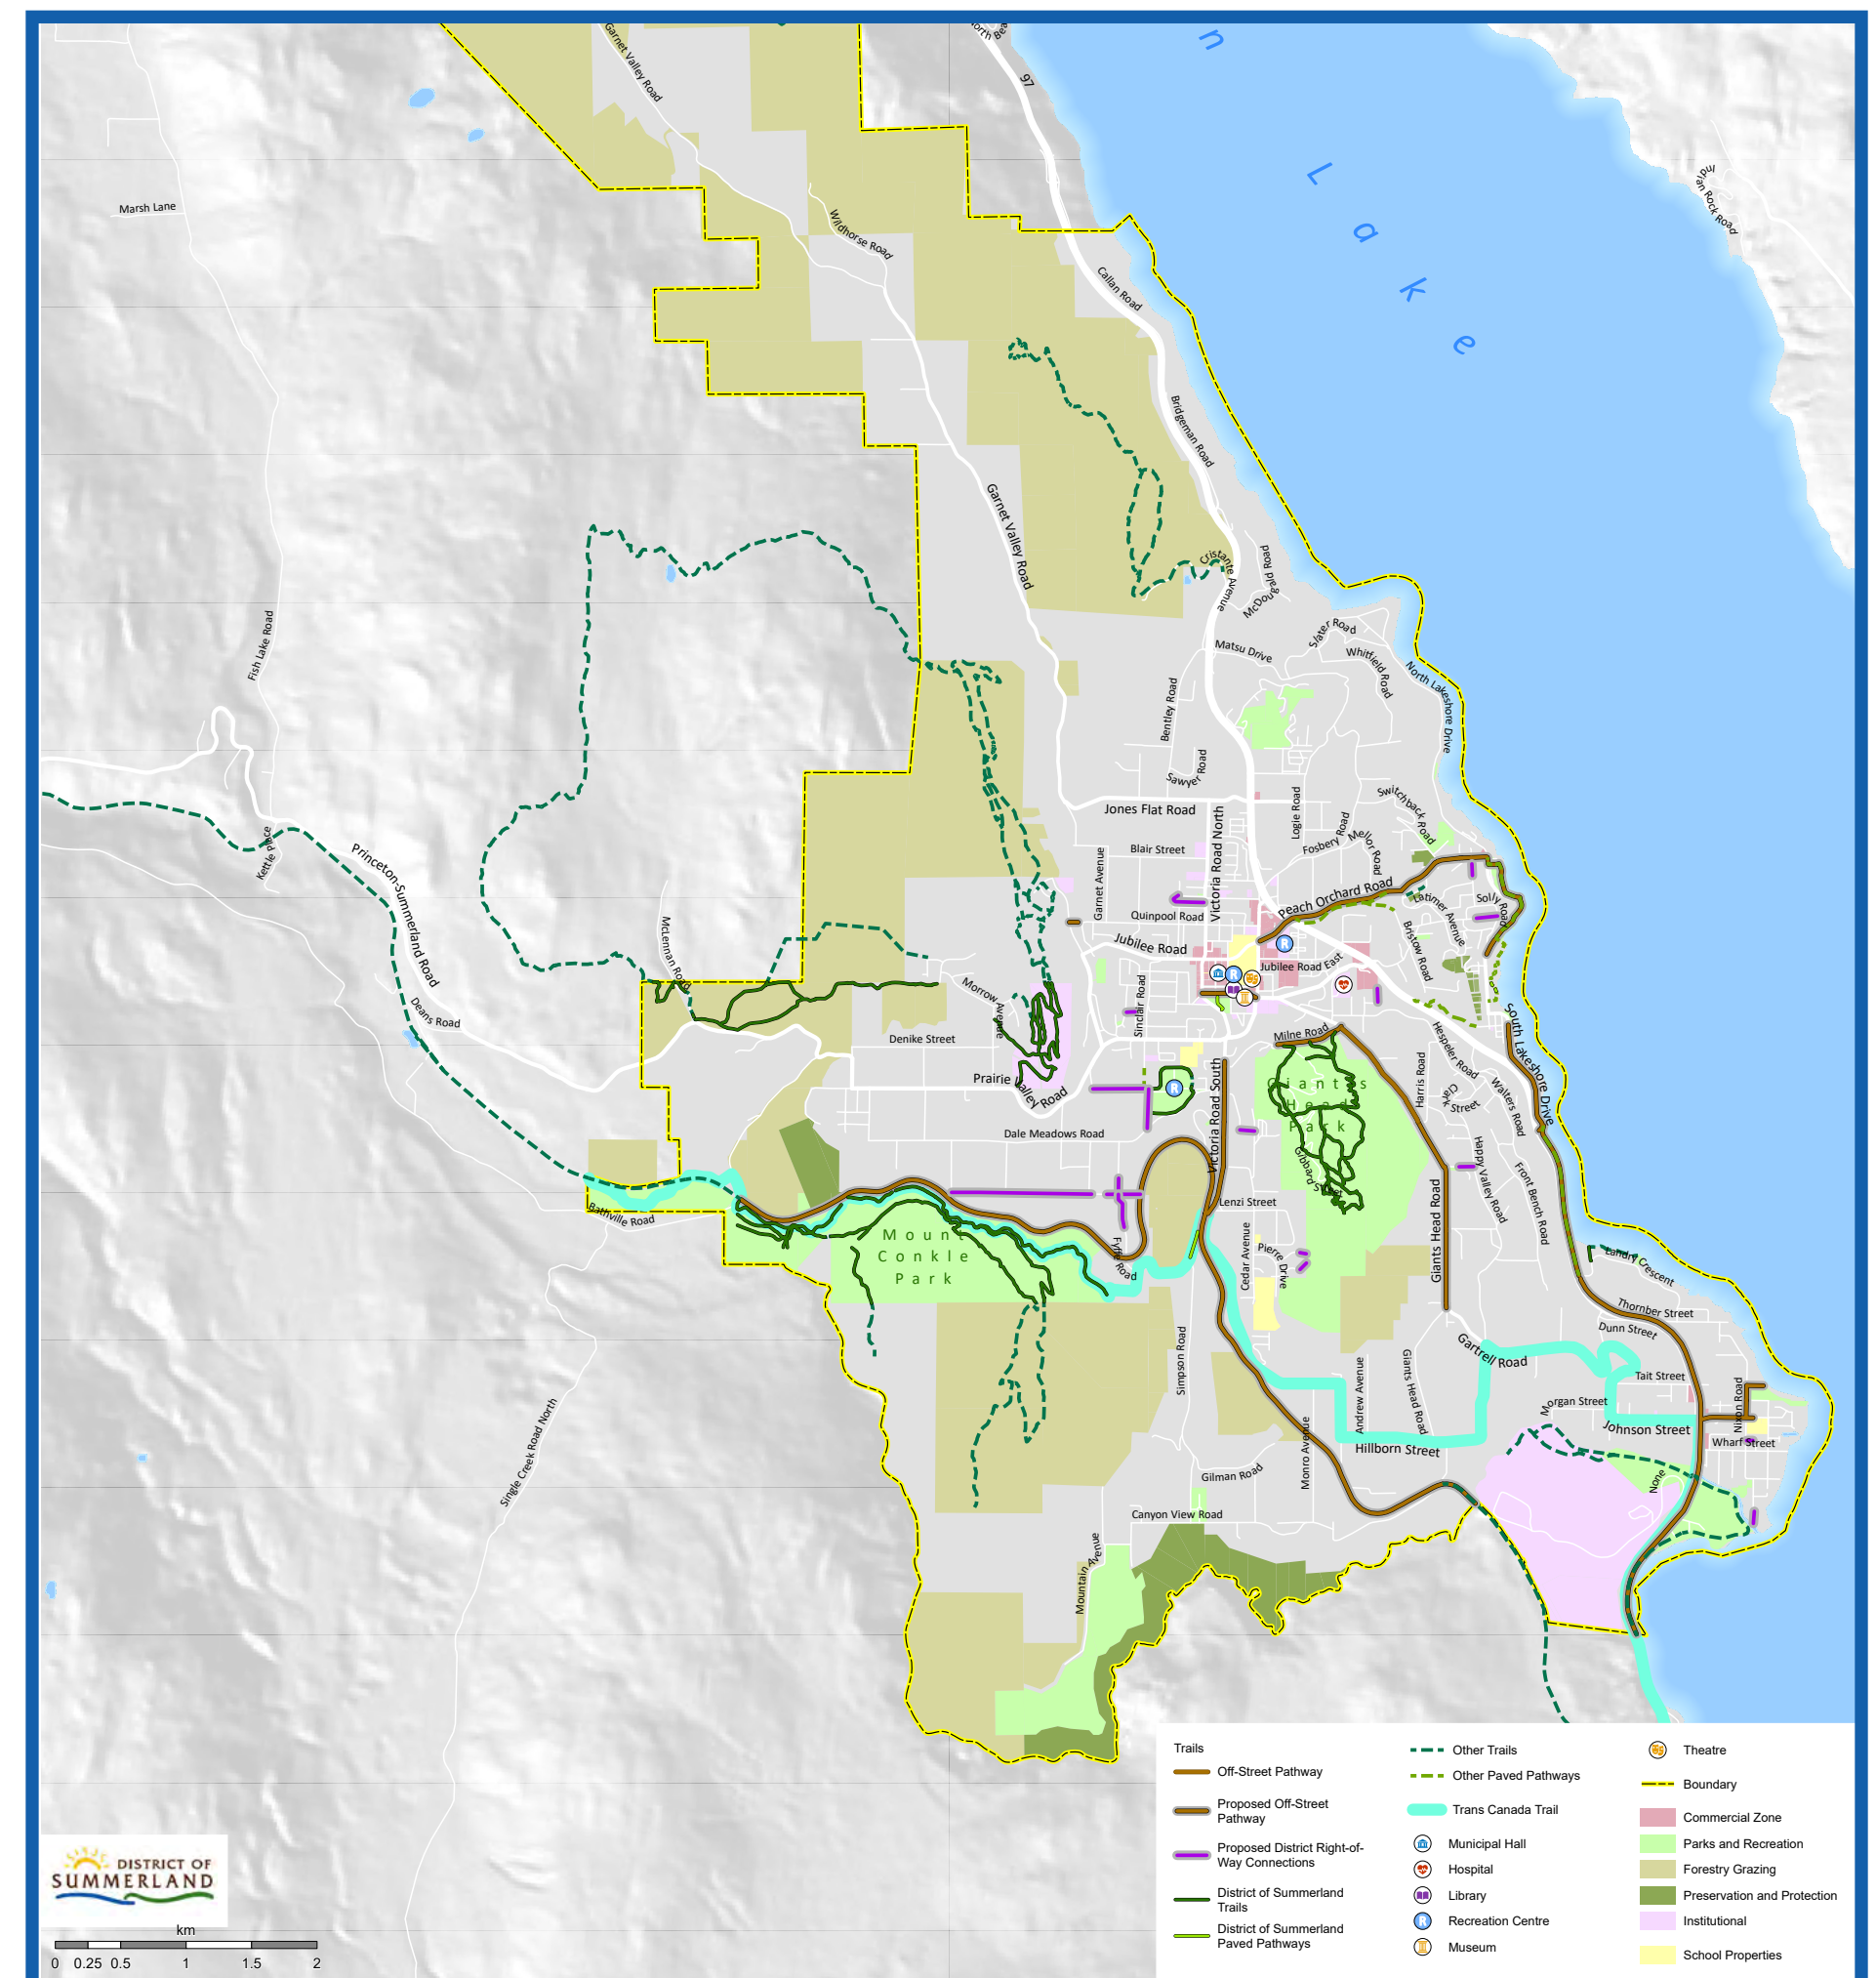 Garnet Valley Road
North Bea
97
n
L
a
k
e
Indian Rock Road
Marsh Lane
Wildhorse Road
Callan Road
Bridgeman Road
Garnet Valley Road
Cristante Avenue
McDougald Road
Fish Lake Road
Matsu Drive
Slater Road
Whitfield Road
North Lakeshore Drive
Bentley Road
Sawyer Road
Jones Flat Road
Victoria Road North
Logie Road
Switchback Road
Fosbery Road
Mellor Road
Blair Street
Garnet Avenue
Kettle Place
Princeton-Summerland Road
Peach Orchard Road
Quinpool Road
Latimer Avenue
Solly Road
Bristow Road
Jubilee Road
Jubilee Road East
McLennan Road
Morrow Avenue
Sinclair Road
Deans Road
Denike Street
Milne Road
Hespeler Road
South Lakeshore Drive
Prairie Valley Road
Victoria Road South
Giants
Head
Park
Harris Road
Clark Street
Walters Road
Dale Meadows Road
Gibbard Street
Happy Valley Road
Front Bench Road
Giants Head Road
Lenzi Street
Bathville Road
Mount
Conkle
Park
Fyffe Road
Cedar Avenue
Pierre Drive
Landry Crescent
Thornber Street
Dunn Street
Simpson Road
Gartrell Road
Giants Head Road
Andrew Avenue
Tait Street
Morgan Street
Nixon Road
Johnson Street
Wharf Street
Hillborn Street
Single Creek Road North
Gilman Road
Monro Avenue
None
Canyon View Road
Mountain Avenue
Trails
Off-Street Pathway
Proposed Off-Street
Pathway
Proposed District Right-of-
Way Connections
District of Summerland
Trails
District of Summerland
Paved Pathways
Other Trails
Other Paved Pathways
Trans Canada Trail
Municipal Hall
Hospital
Library
R Recreation Centre
Museum
Theatre
Boundary
Commercial Zone
Parks and Recreation
Forestry Grazing
Preservation and Protection
Institutional
School Properties
DISTRICT OF
SUMMERLAND
km
0 0.25 0.5 1 1.5 2